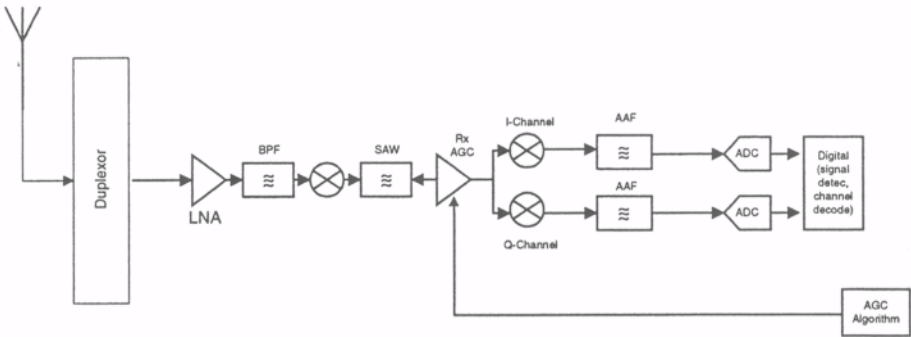 Duplexor
LNA
BPF
SAW
Rx
AGC
I-Channel
Q-Channel
AAF
AAF
ADC
ADC
Digital
(signal
detec,
channel
decode)
AGC
Algorithm